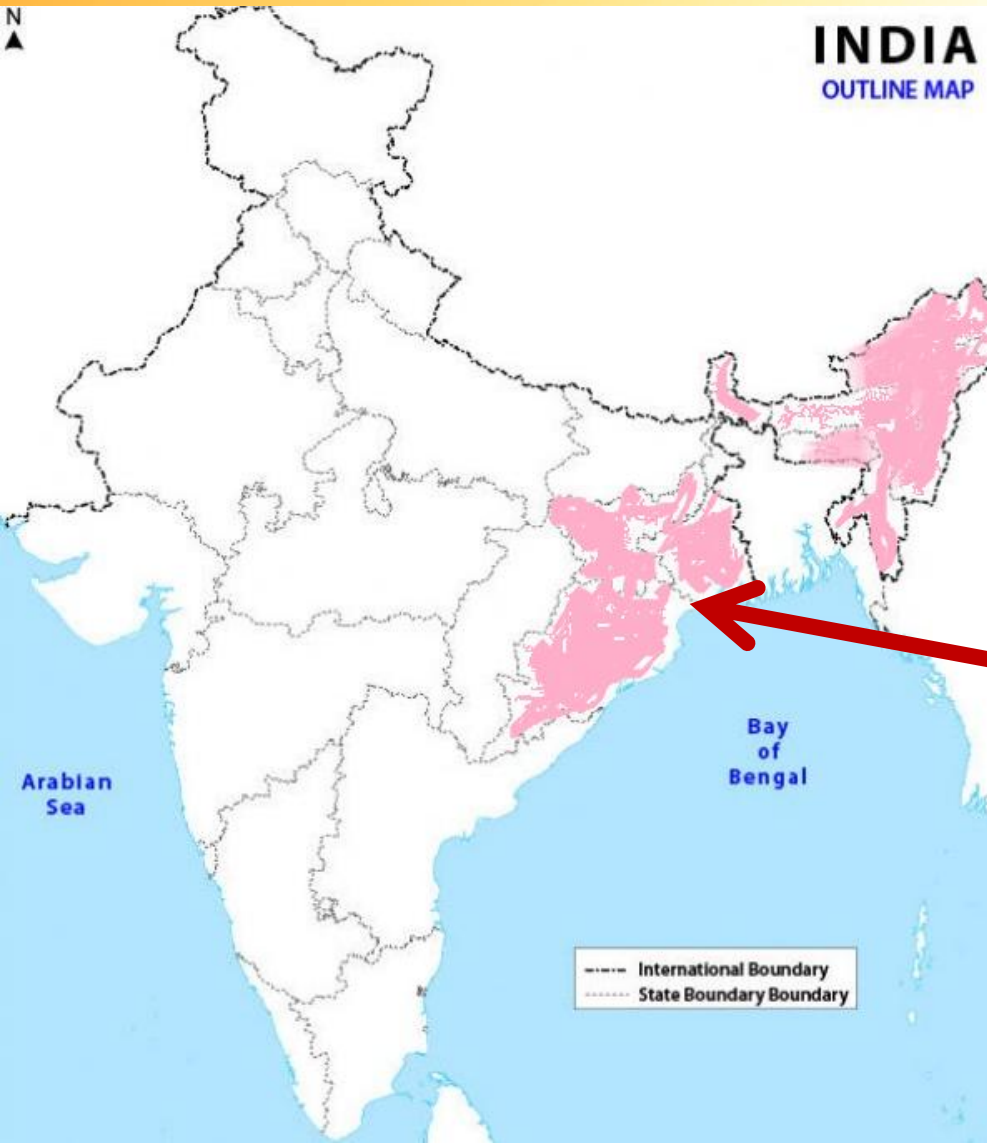 N
INDIA
OUTLINE MAP
Arabian
Sea
Bay
of
Bengal
International Boundary
State Boundary Boundary